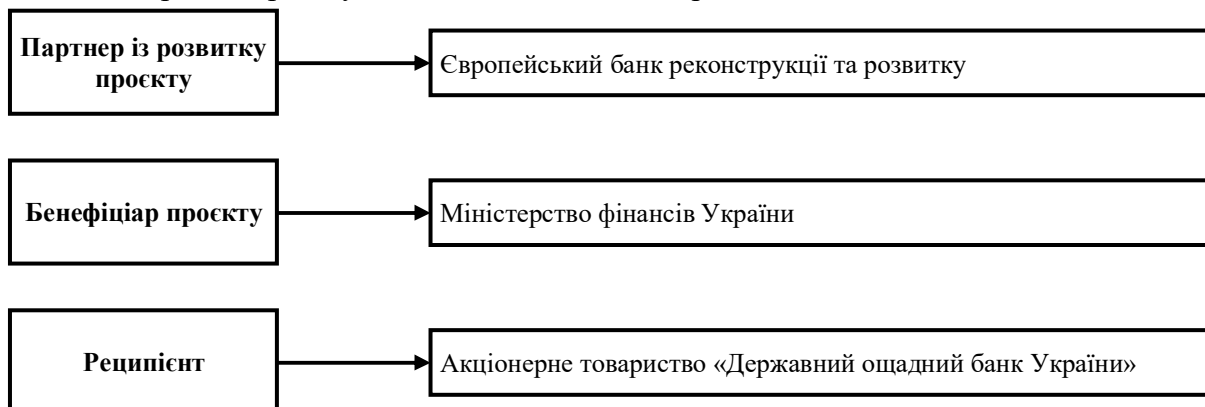 Партнер із розвитку
проєкту
Європейський банк реконструкції та розвитку
Бенефіціар проєкту
Міністерство фінансів України
Реципієнт
Акціонерне товариство «Державний ощадний банк України»